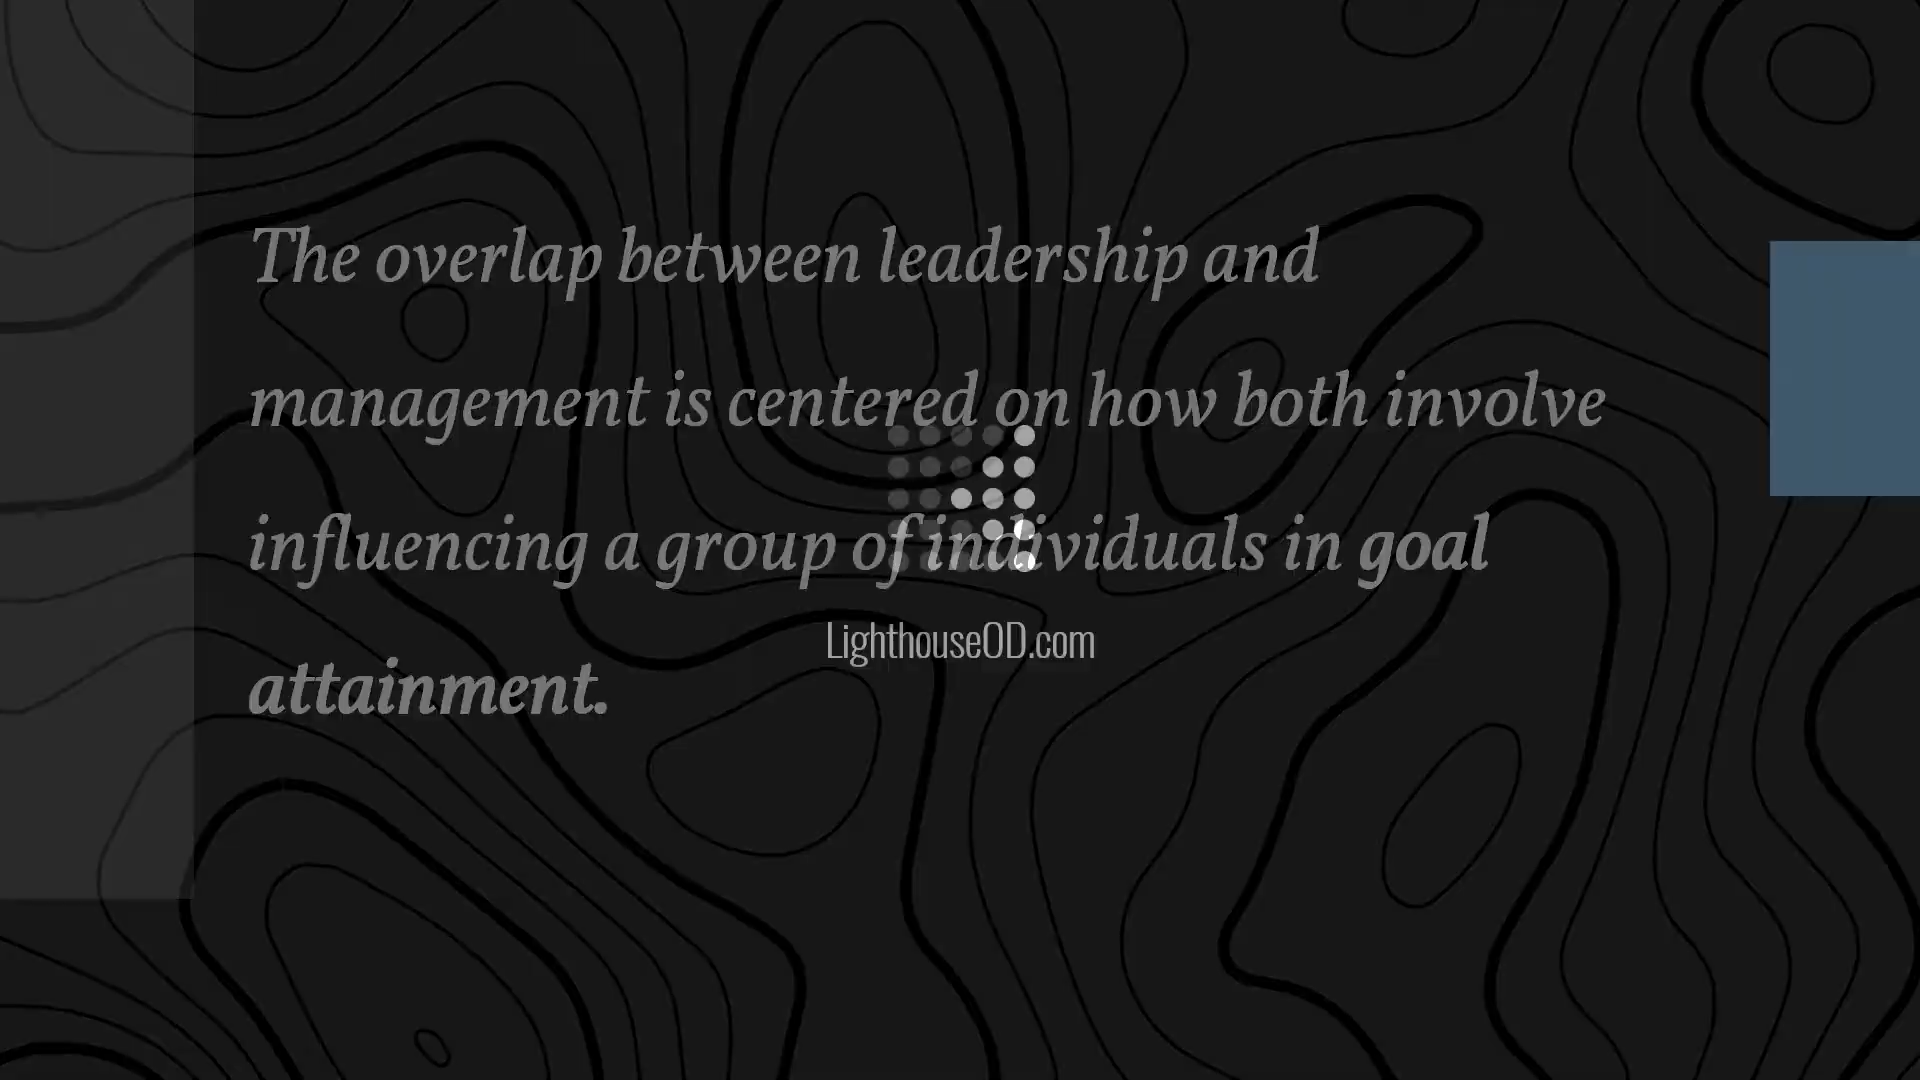 The overlap between leadership and
management is centered on how both involve
influencing a group of individuals in goal
attainment.
LighthouseOD.com